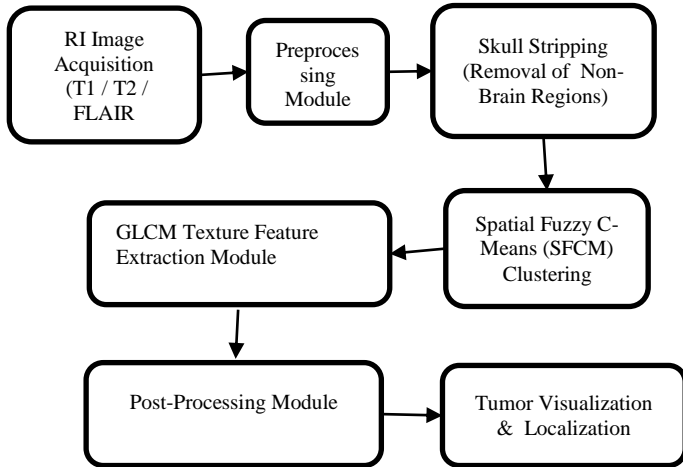 RI Image
Acquisition
(T1 / T2 /
FLAIR
Preproces
sing
Module
Skull Stripping
(Removal of Non-
Brain Regions)
Spatial Fuzzy C-
Means (SFCM)
Clustering
GLCM Texture Feature
Extraction Module
Post-Processing Module
Tumor Visualization
& Localization